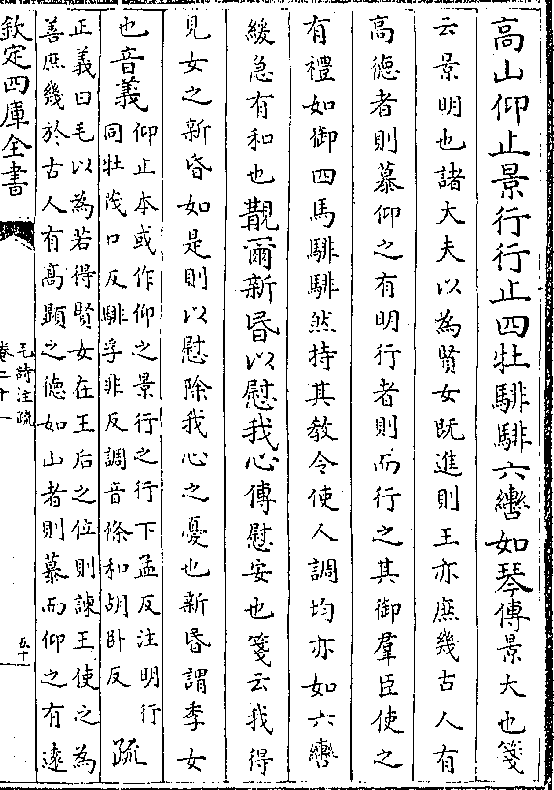 高山仰止景行行止四牡騑騑六轡如琴傳景大也箋
云景明也諸大夫以為賢女既進則王亦庶幾古人有
高德者則慕仰之有明行者則而行之其御羣臣使之
有禮如御四馬騑騑然持其教令使人調均亦如六轡
緩急有和也覯爾新昬以慰我心傳慰安也箋云我得
見女之新昏如是則以慰除我心之憂也新昏謂季女
也音義仰止本或作仰之景行之行下孟反注明行
同牡茂口反騑孚非反調音條和胡卧反疏
正義曰毛以為若得賢女在王后之位則諫王使之為
善庶幾於古人有高顯之德如山者則慕而仰之有遠
欽定四庫全書
毛詩注疏
卷二十一
五十